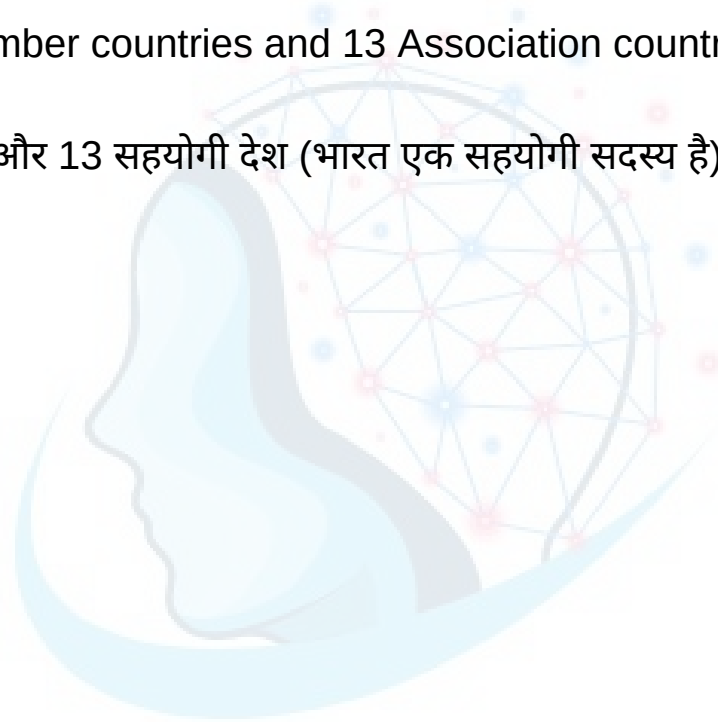 mber countries and 13 Association countr
और 13 सहयोगी देश (भारत एक सहयोगी सदस्य है)